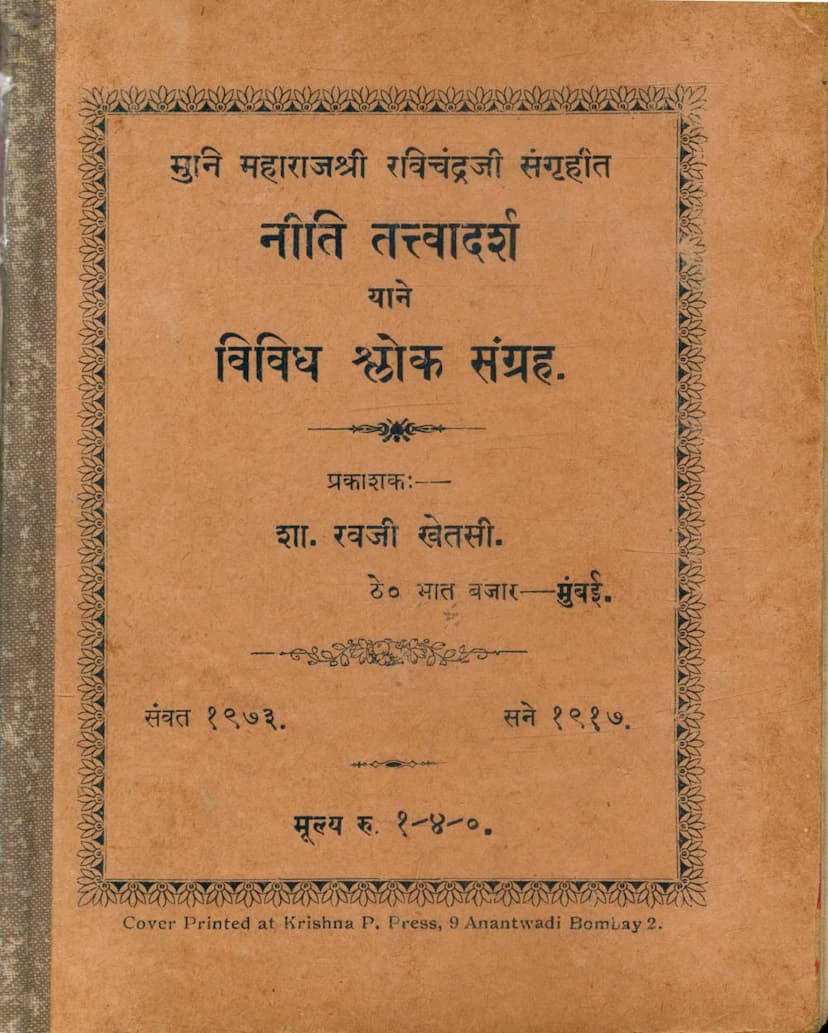 मुनि महाराजश्री रविचंद्रजी संगृहीत
नीति तत्त्वादर्श
याने
विविध श्लोक संग्रह.
प्रकाशकः——
शा. रवजी खेतसी.
ठे० भात बजार—मुंबई.
संवत १९७३.
सने १९१७.
मूल्य रु. १-४-०.
Cover Printed at Krishna P. Press, 9 Anantwadi Bombay 2.